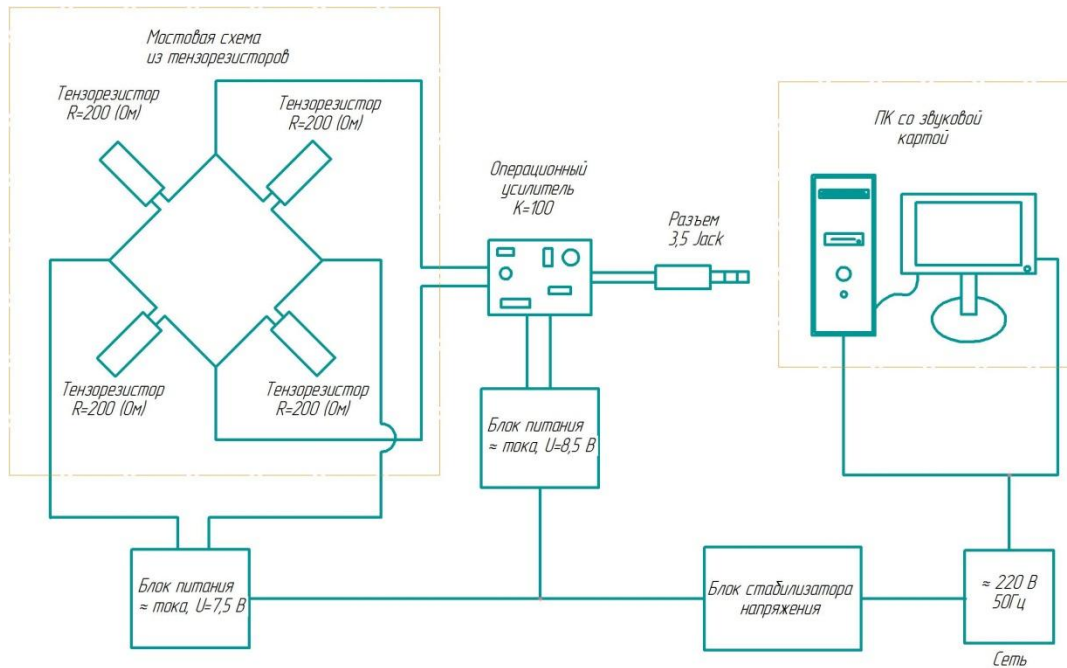 Мостовая схема
из тензорезисторов
Тензорезистор
R=200 (Ом)
Тензорезистор
R=200 (Ом)
Тензорезистор
R=200 (Ом)
Тензорезистор
R=200 (Ом)
Операционный
усилитель
К=100
Разъем
3,5 Jack
ПК со звуковой
картой
Блок питания
≈ тока, U=8,5 В
Блок питания
≈ тока, U=7,5 В
Блок стабилизатора
напряжения
≈ 220 В
50Гц
Сеть